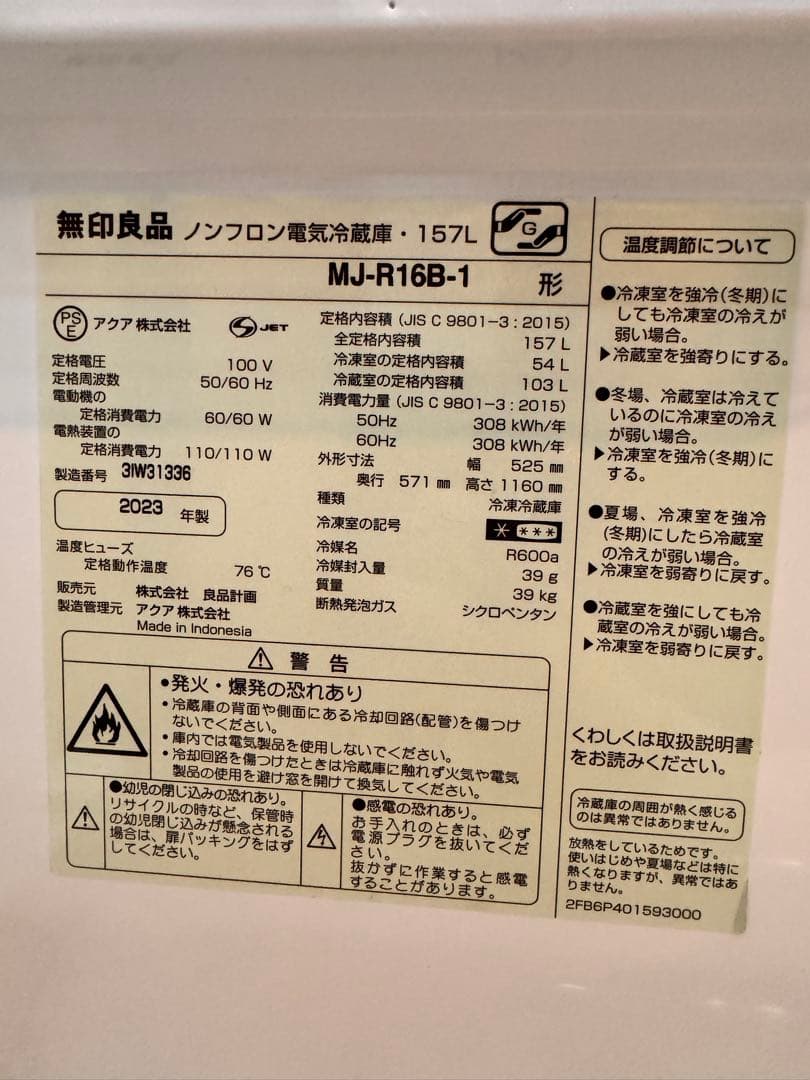 無印良品 ノンフロン電気冷蔵庫・157L G
MJ-R16B-1 形
PS E アクア 株式会社 S JET
定格電圧 100 V
定格周波数 50/60 Hz
電動機の
定格消費電力 60/60 W
電熱装置の
定格消費電力 110/110 W
製造番号 3IW31336
2023 年製
温度ヒューズ
定格動作温度 76 ℃
販売元 株式会社 良品計画
製造管理元 アクア 株式会社
Made in Indonesia
定格内容積 (JIS C 9801-3 : 2015)
全定格内容積 157 L
冷凍室の定格内容積 54 L
冷蔵室の定格内容積 103 L
消費電力量 (JIS C 9801-3 : 2015)
50Hz 308 kWh/年
60Hz 308 kWh/年
外形寸法 幅 525 ㎜
奥行 571 ㎜ 高さ 1160 ㎜
種類 冷凍冷蔵庫
冷凍室の記号 * ***
冷媒名 R600a
冷媒封入量 39 g
質量 39 kg
断熱発泡ガス シクロペンタン
⚠ 警 告
•発火・爆発の恐れあり
・冷蔵庫の背面や側面にある冷却回路(配管)を傷つけ
ないでください。
・庫内では電気製品を使用しないでください。
・冷却回路を傷つけたときは冷蔵庫に触れず火気や電気
製品の使用を避け窓を開けて換気してください。
●幼児の閉じ込みの恐れあり。
リサイクルの時など、保管時
の幼児閉じ込みが懸念される
場合は、扉パッキングをはず
してください。
●感電の恐れあり。
お手入れのときは、必ず
電源プラグを抜いてくだ
さい。
抜かずに作業すると感電
することがあります。
温度調節について
●冷凍室を強冷(冬期)に
しても冷凍室の冷えが
弱い場合。
▶冷蔵室を強寄りにする。
●冬場、冷蔵室は冷えて
いるのに冷凍室の冷え
が弱い場合。
▶冷凍室を強冷(冬期)に
する。
●夏場、冷凍室を強冷
(冬期)にしたら冷蔵室
の冷えが弱い場合。
▶冷凍室を弱寄りに戻す。
●冷蔵室を強にしても冷
蔵室の冷えが弱い場合。
▶冷凍室を弱寄りに戻す。
くわしくは取扱説明書
をお読みください。
冷蔵庫の周囲が熱く感じる
のは異常ではありません。
放熱をしているためです。
使いはじめや夏場などは特に
熱くなりますが、異常ではあ
りません。
2FB6P401593000